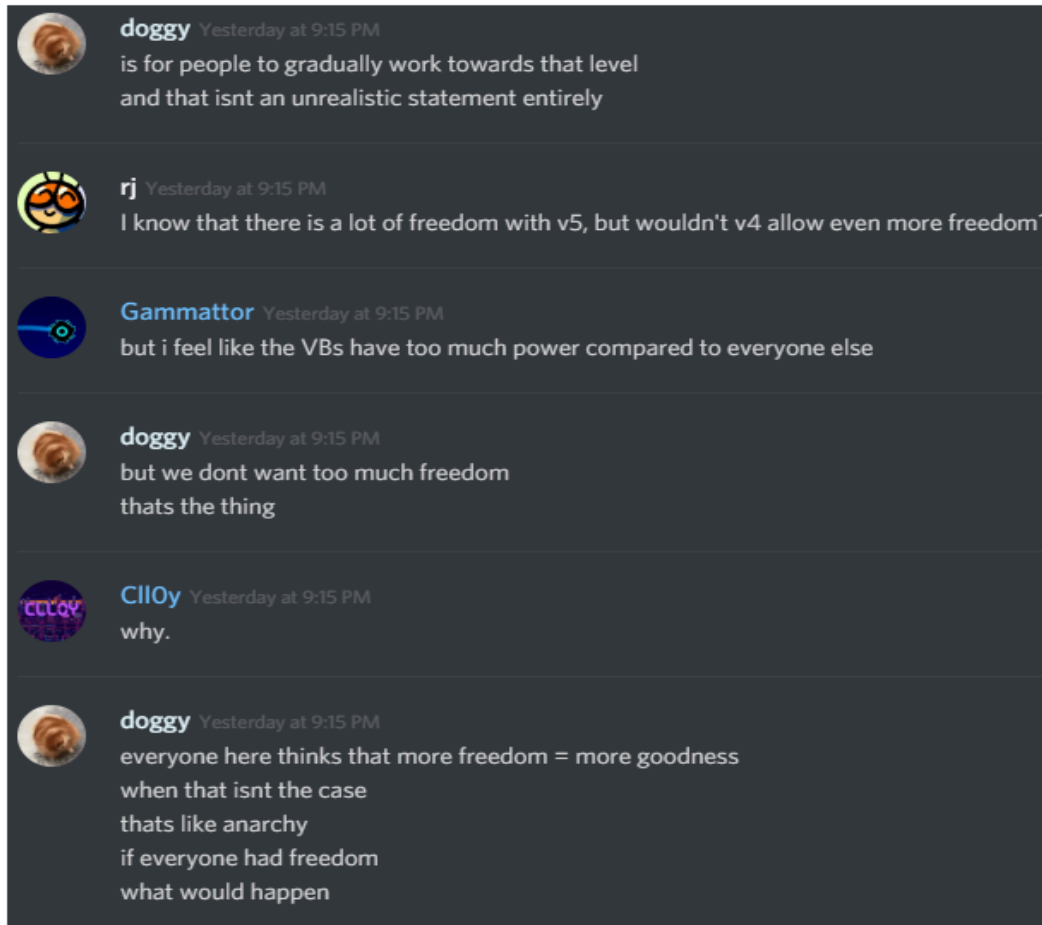 doggy Yesterday at 9:15 PM
is for people to gradually work towards that level
and that isnt an unrealistic statement entirely
rj Yesterday at 9:15 PM
I know that there is a lot of freedom with v5, but wouldn't v4 allow even more freedom?
Gammattor Yesterday at 9:15 PM
but i feel like the VBs have too much power compared to everyone else
doggy Yesterday at 9:15 PM
but we dont want too much freedom
thats the thing
CLLQY
Cll0y Yesterday at 9:15 PM
why.
doggy Yesterday at 9:15 PM
everyone here thinks that more freedom = more goodness
when that isnt the case
thats like anarchy
if everyone had freedom
what would happen